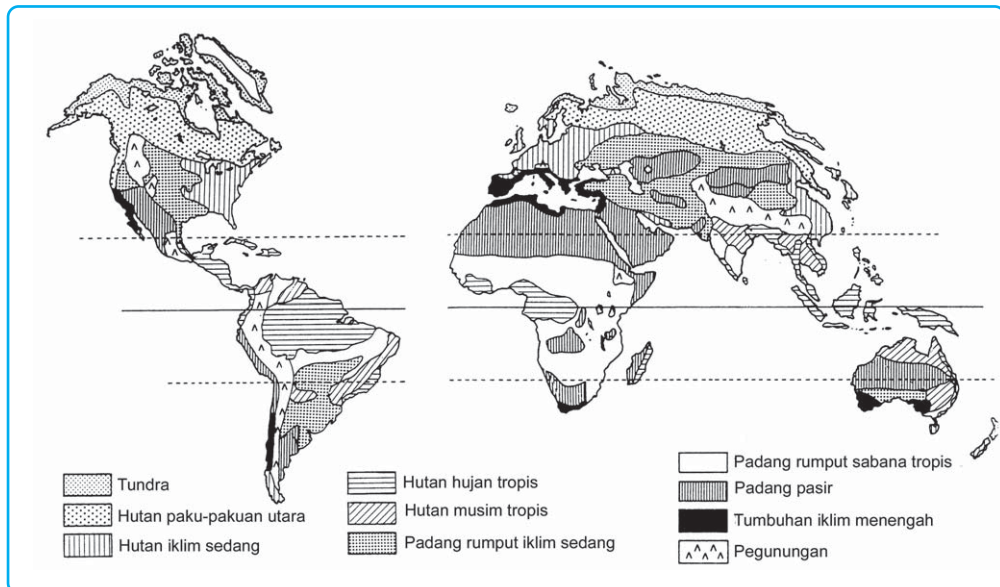 Tundra
Hutan paku-pakuan utara
Hutan iklim sedang
Hutan hujan tropis
Hutan musim tropis
Padang rumput iklim sedang
Padang rumput sabana tropis
Padang pasir
Tumbuhan iklim menengah
Pegunungan